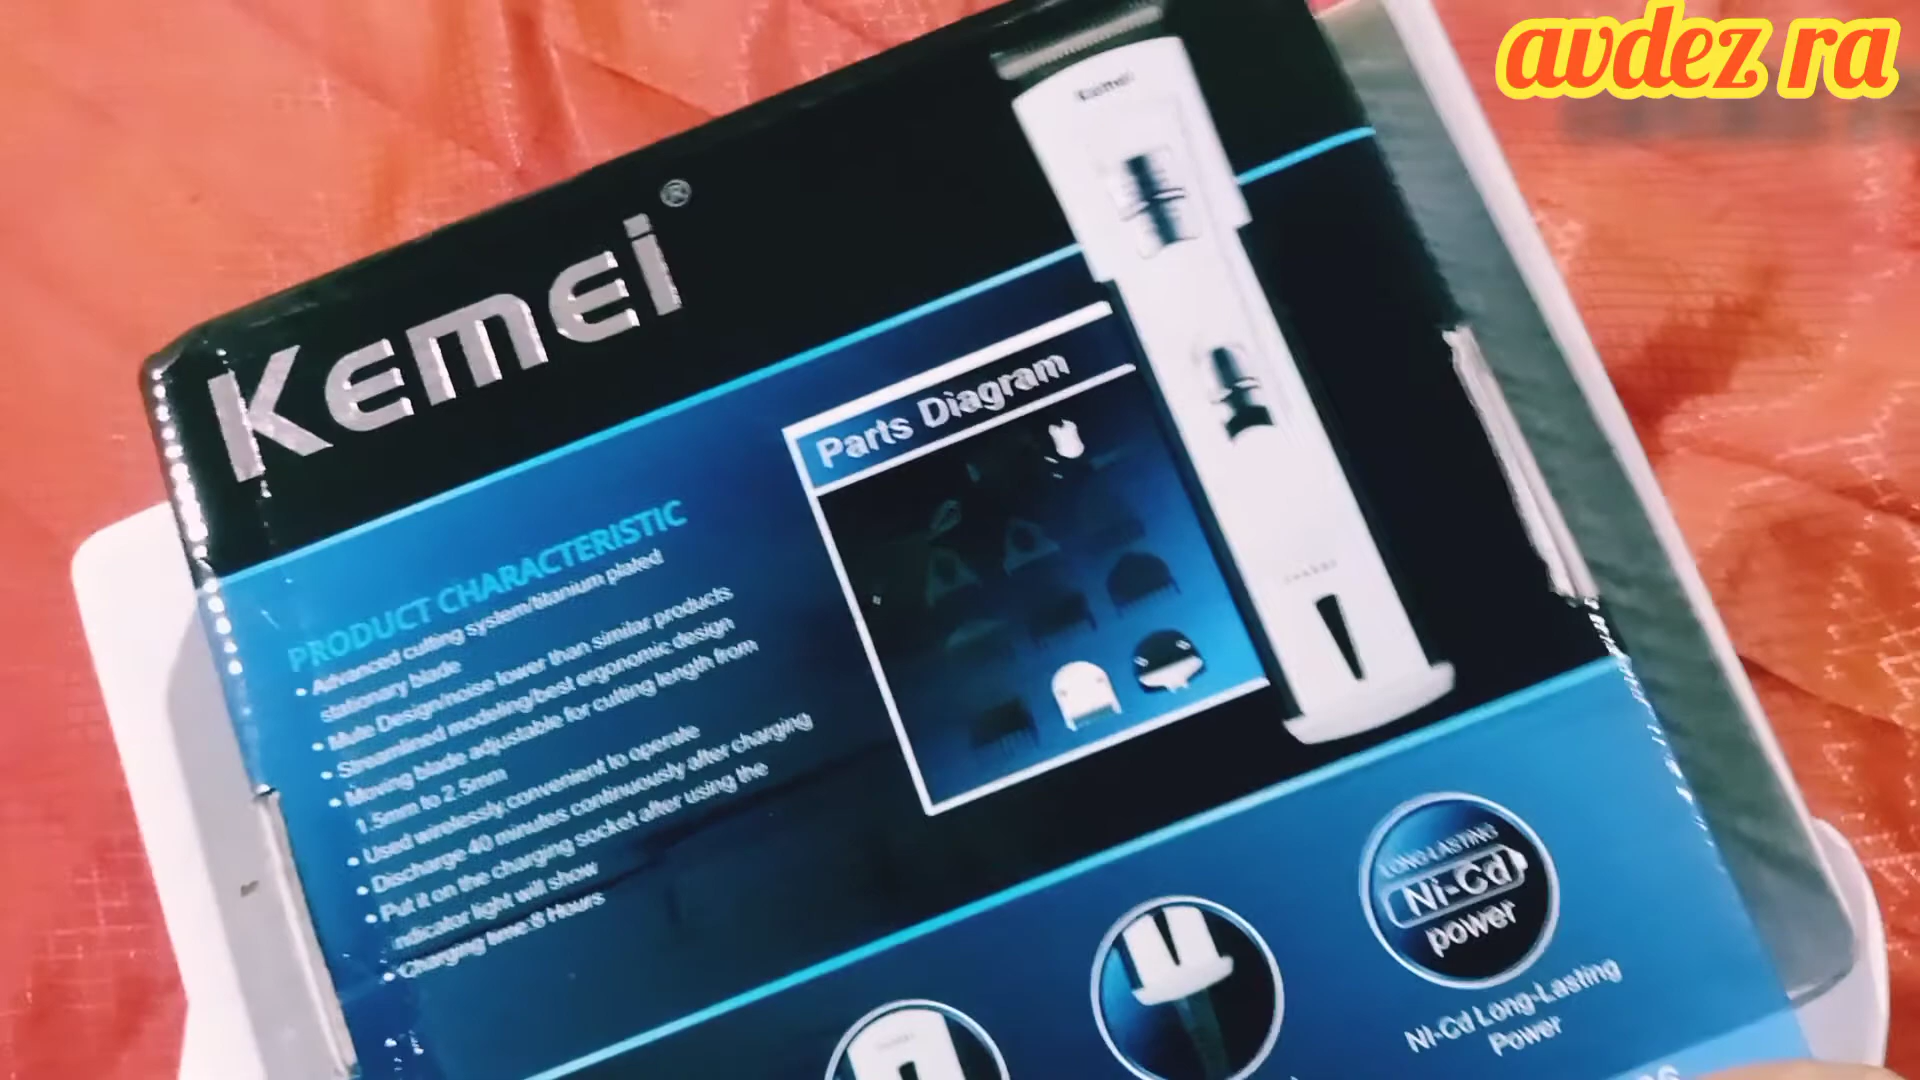 avdez ra
Kemei®
Kemei
Parts Diagram
PRODUCT CHARACTERISTIC
• Advanced cutting system/titanium plated
stationary blade
• Mute Design/noise lower than similar products
• Streamlined modeling/best ergonomic design
• Moving blade adjustable for cutting length from
1.5mm to 2.5mm
• Used wirelessly,convenient to operate
• Discharge 40 minutes continuously after charging
• Put it on the charging socket after using the
indicator light will show
• Charging time:8 Hours
CHARGE
LONG-LASTING
Ni-Cd
power
NI-Cd Long-Lasting
Power